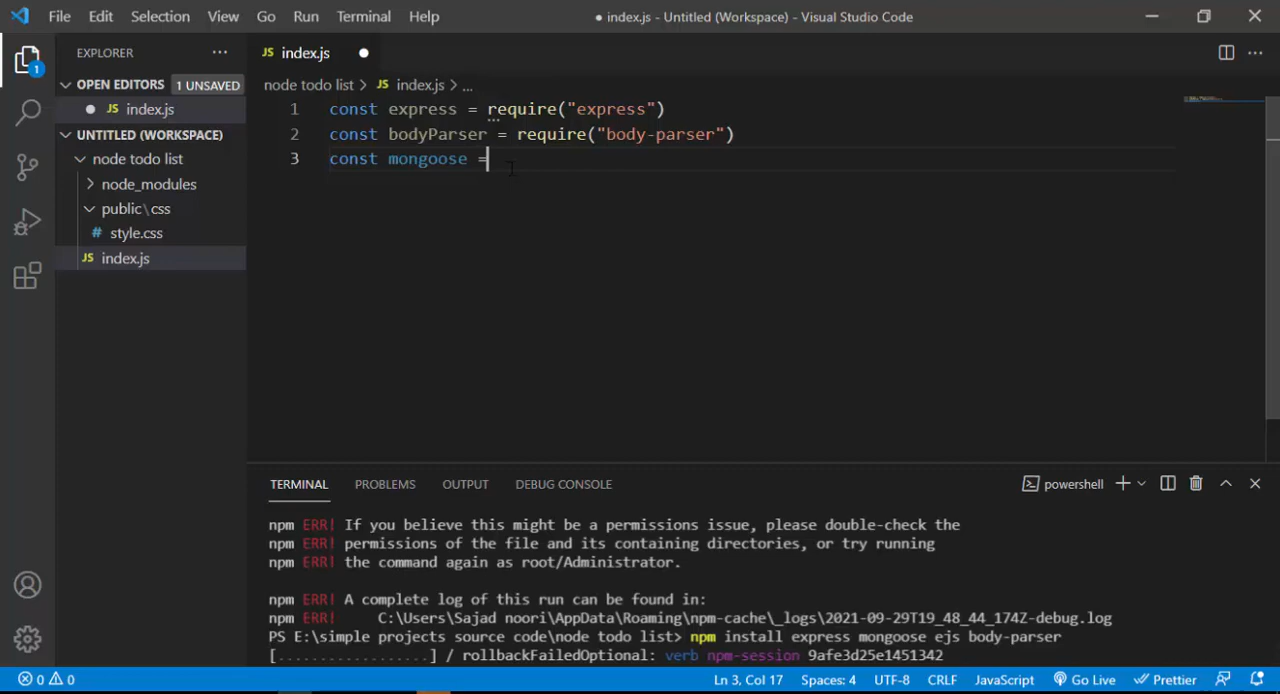 File Edit Selection View Go Run Terminal Help ● index.js - Untitled (Workspace) - Visual Studio Code
EXPLORER ...
JS index.js ●
OPEN EDITORS 1 UNSAVED
● JS index.js
UNTITLED (WORKSPACE)
node todo list
node_modules
public\css
# style.css
JS index.js
1
node todo list > JS index.js > ...
1 const express = require("express")
2 const bodyParser = require("body-parser")
3 const mongoose =
TERMINAL PROBLEMS OUTPUT DEBUG CONSOLE powershell
npm ERR! If you believe this might be a permissions issue, please double-check the
npm ERR! permissions of the file and its containing directories, or try running
npm ERR! the command again as root/Administrator.
npm ERR! A complete log of this run can be found in:
npm ERR! C:\Users\Sajad noori\AppData\Roaming\npm-cache\_logs\2021-09-29T19_48_44_174Z-debug.log
PS E:\simple projects source code\node todo list> npm install express mongoose ejs body-parser
[..................] / rollbackFailedOptional: verb npm-session 9afe3d25e1451342
0 0 Ln 3, Col 17 Spaces: 4 UTF-8 CRLF JavaScript Go Live Prettier